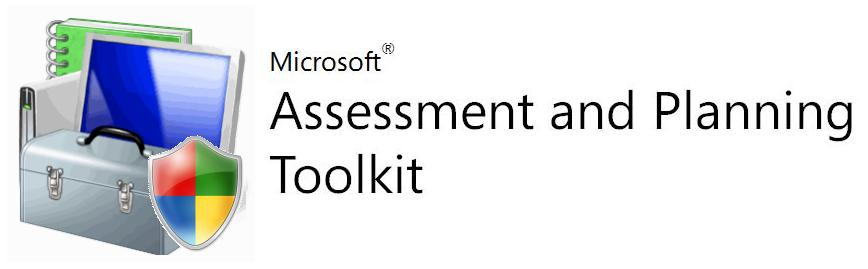 Microsoft®
Assessment and Planning
Toolkit